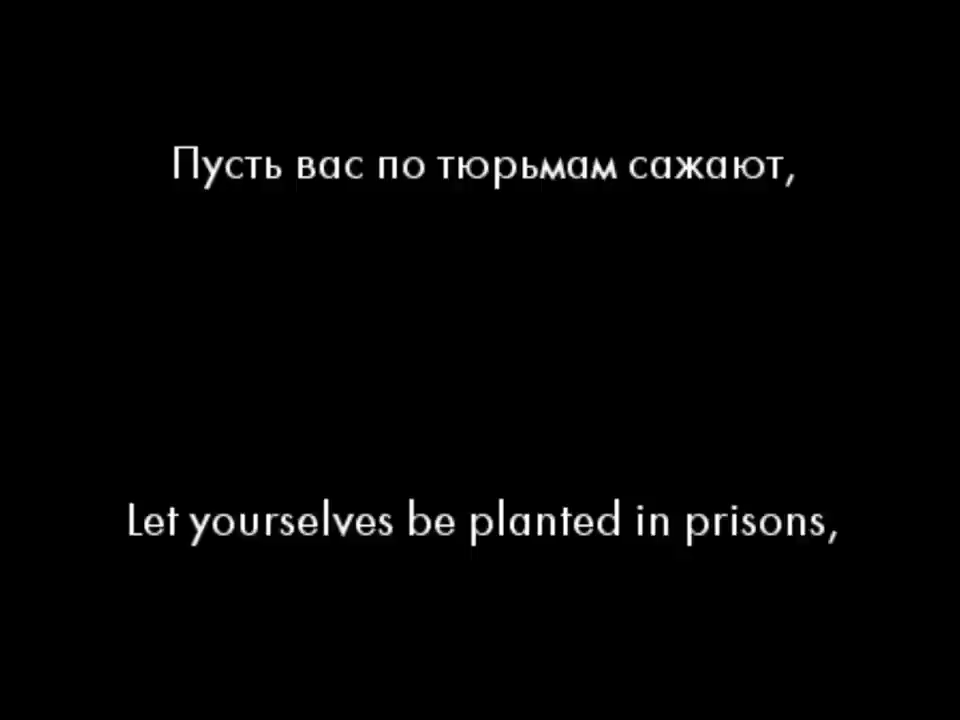 Пусть вас по тюрьмам сажают,
Let yourselves be planted in prisons,